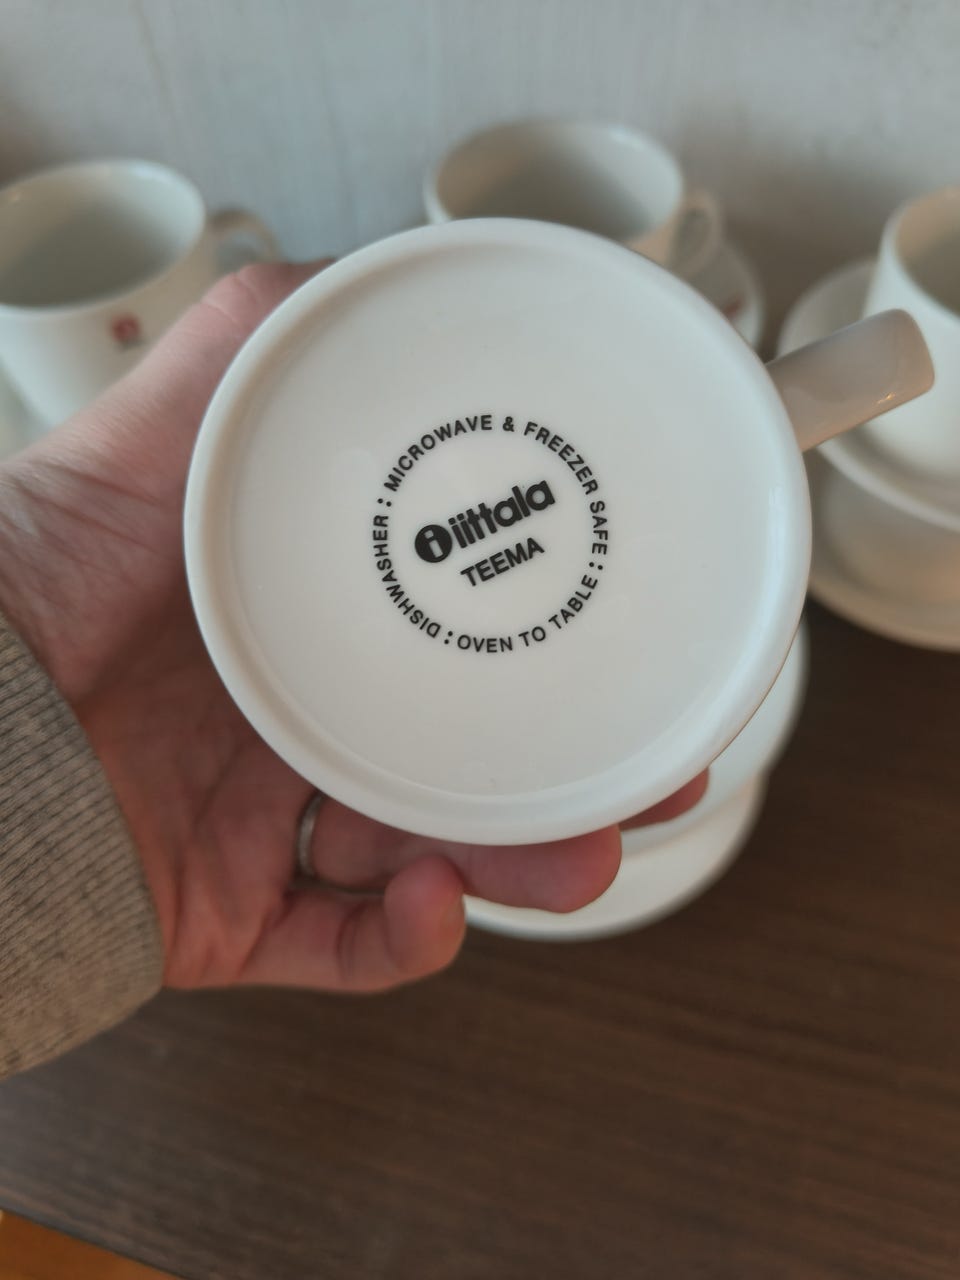 iittala
TEEMA
MICROWAVE & FREEZER SAFE : OVEN TO TABLE : DISHWASHER :